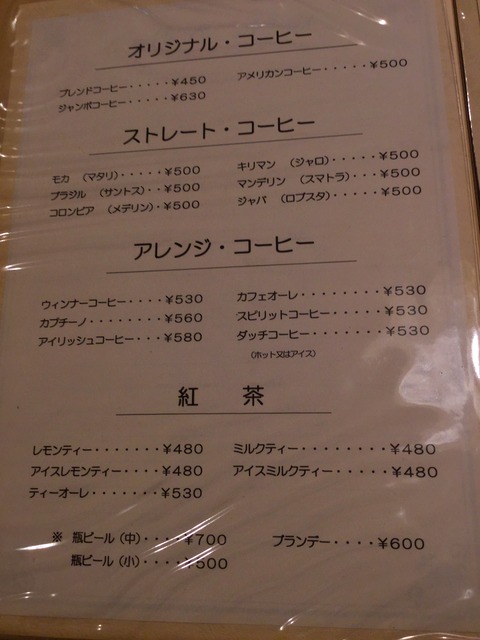 オリジナル・コーヒー
ブレンドコーヒー・・・・・¥450
アメリカンコーヒー・・・・・¥500
ジャンボコーヒー・・・・・¥630
ストレート・コーヒー
モカ （マタリ）・・・・・¥500
キリマン （ジャロ）・・・・・¥500
ブラジル （サントス）・・・¥500
マンデリン （スマトラ）・・・¥500
コロンビア （メデリン）・¥500
ジャバ （ロブスタ）・・・・¥500
アレンジ・コーヒー
ウィンナーコーヒー・・・・¥530
カフェオーレ・・・・・・・・¥530
カプチーノ・・・・・・・・¥560
スピリットコーヒー・・・・・¥530
アイリッシュコーヒー・・・¥580
ダッチコーヒー・・・・・・・¥530
（ホット又はアイス）
紅 茶
レモンティー・・・・・・・¥480
ミルクティー・・・・・・・・¥480
アイスレモンティー・・・・¥480
アイスミルクティー・・・・・¥480
ティーオーレ・・・・・・・¥530
※ 瓶ビール（中）・・・・¥700
ブランデー・・・・¥600
瓶ビール（小）・・・・¥500